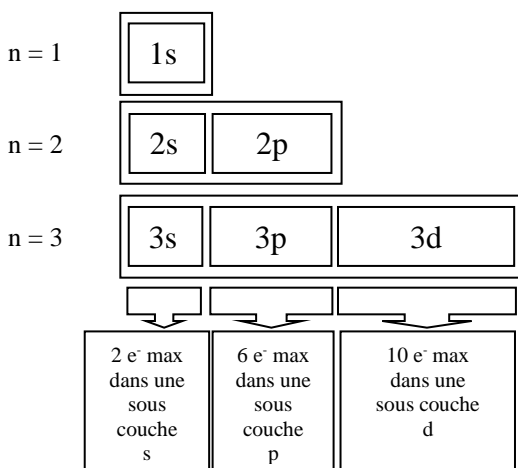 n = 1
1s
n = 2
2s
2p
n = 3
3s
3p
3d
2 e⁻ max
dans une
sous
couche
s
6 e⁻ max
dans une
sous
couche
p
10 e⁻ max
dans une
sous couche
d